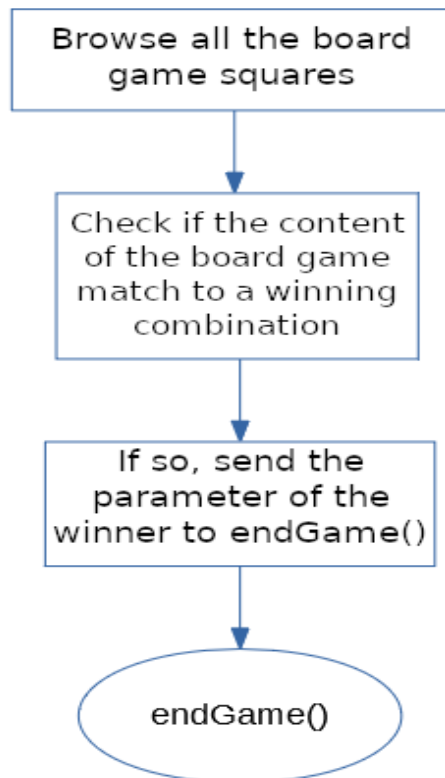 Browse all the board
game squares
Check if the content
of the board game
match to a winning
combination
If so, send the
parameter of the
winner to endGame()
endGame()